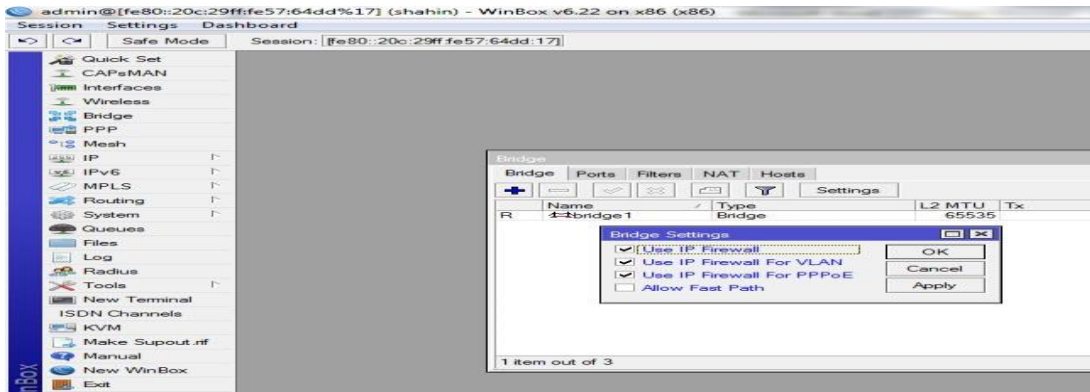 admin@[fe80::20c:29ff:fe57:64dd%17] (shahin) - WinBox v6.22 on x86 (x86)
Session Settings Dashboard
Safe Mode Session: [fe80::20c:29ff:fe57:64dd:17]
Quick Set
CAPsMAN
Interfaces
Wireless
Bridge
PPP
Mesh
IP
IPv6
MPLS
Routing
System
Queues
Files
Log
Radius
Tools
New Terminal
ISDN Channels
KVM
Make Supout.rif
Manual
New WinBox
Exit
Bridge
Bridge Ports Filters NAT Hosts
Settings
Name Type L2 MTU Tx
R bridge1 Bridge 65535
Bridge Settings
Use IP Firewall
Use IP Firewall For VLAN
Use IP Firewall For PPPoE
Allow Fast Path
OK
Cancel
Apply
1 item out of 3